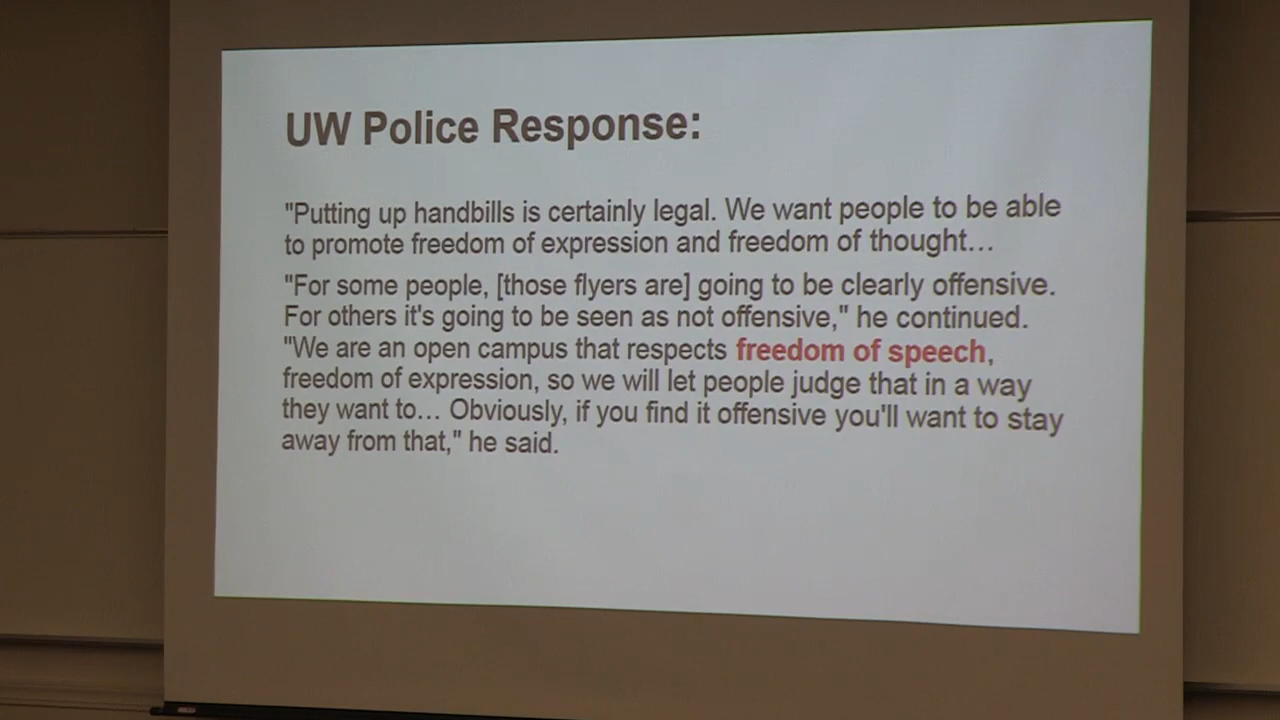 UW Police Response:
"Putting up handbills is certainly legal. We want people to be able
to promote freedom of expression and freedom of thought…
"For some people, [those flyers are] going to be clearly offensive.
For others it's going to be seen as not offensive," he continued.
"We are an open campus that respects freedom of speech,
freedom of expression, so we will let people judge that in a way
they want to… Obviously, if you find it offensive you'll want to stay
away from that," he said.